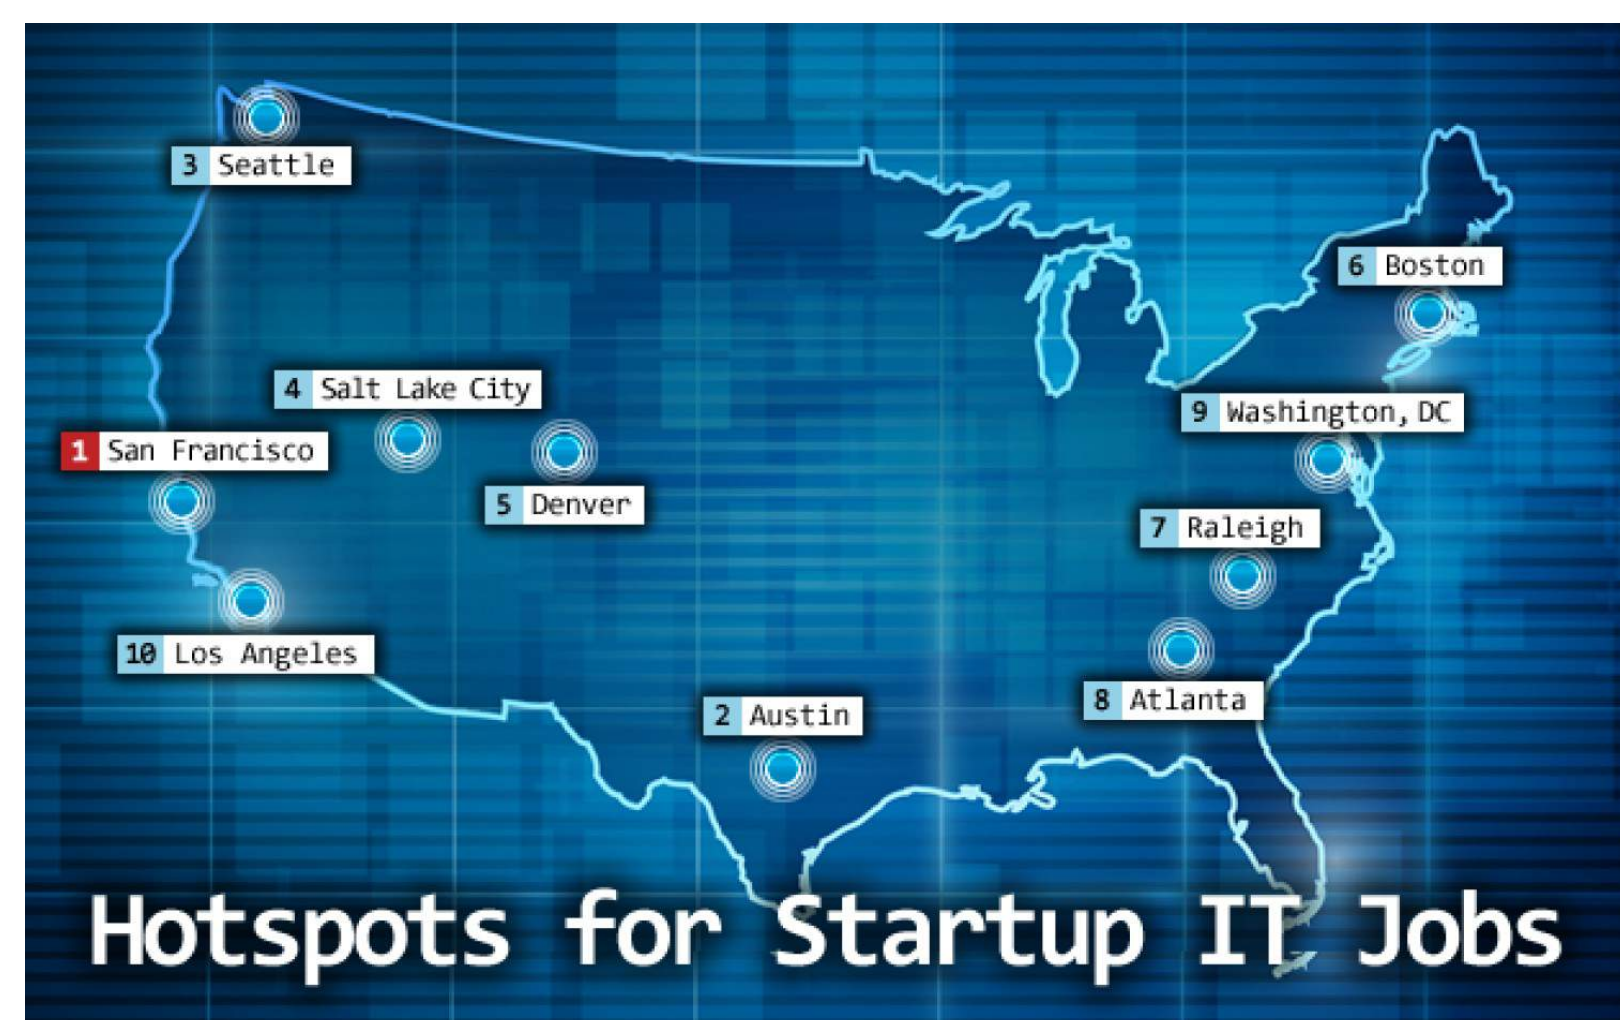 3 Seattle
6 Boston
4 Salt Lake City
9 Washington, DC
1 San Francisco
5 Denver
7 Raleigh
10 Los Angeles
8 Atlanta
2 Austin
Hotspots for Startup IT Jobs